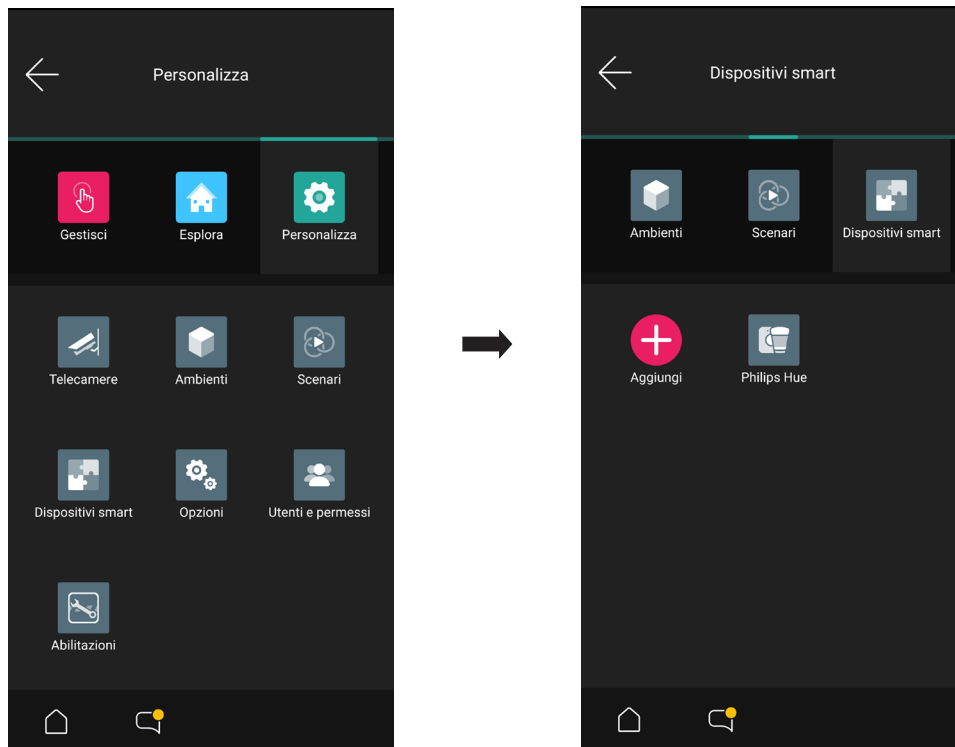 Personalizza
Gestisci
Esplora
Personalizza
Telecamere
Ambienti
Scenari
Dispositivi smart
Opzioni
Utenti e permessi
Abilitazioni
Dispositivi smart
Ambienti
Scenari
Dispositivi smart
Aggiungi
Philips Hue